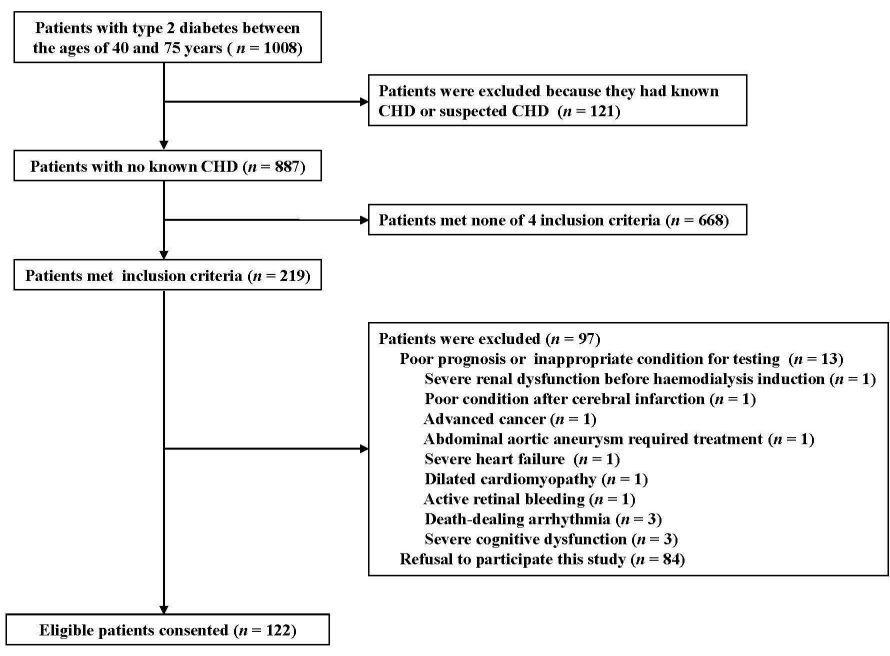 Patients with type 2 diabetes between
the ages of 40 and 75 years ( n = 1008)
Patients were excluded because they had known
CHD or suspected CHD (n = 121)
Patients with no known CHD (n = 887)
Patients met none of 4 inclusion criteria (n = 668)
Patients met inclusion criteria (n = 219)
Patients were excluded (n = 97)
Poor prognosis or inappropriate condition for testing (n = 13)
Severe renal dysfunction before haemodialysis induction (n = 1)
Poor condition after cerebral infarction (n = 1)
Advanced cancer (n = 1)
Abdominal aortic aneurysm required treatment (n = 1)
Severe heart failure (n = 1)
Dilated cardiomyopathy (n = 1)
Active retinal bleeding (n = 1)
Death-dealing arrhythmia (n = 3)
Severe cognitive dysfunction (n = 3)
Refusal to participate this study (n = 84)
Eligible patients consented (n = 122)